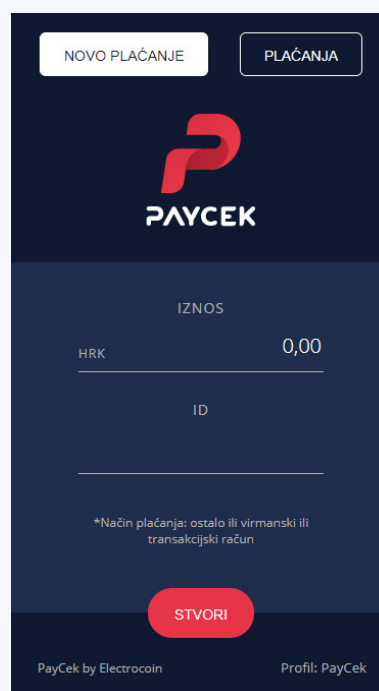 NOVO PLAĆANJE
PLAĆANJA
PAYCEK
IZNOS
HRK
0,00
ID
*Način plaćanja: ostalo ili virmanski ili
transakcijski račun
STVORI
PayCek by Electrocoin
Profil: PayCek